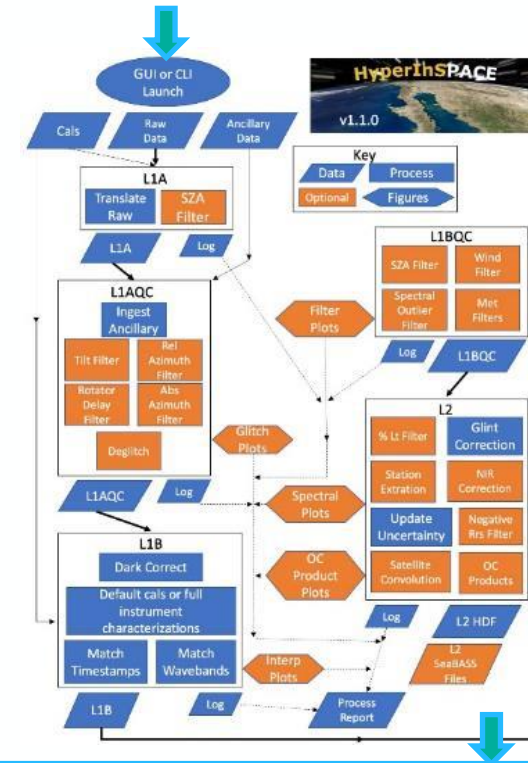 GUI or CLI
Launch
Cals
Raw
Data
Ancillary
Data
HyperInSPACE
v1.1.0
Key
Data
Process
Optional
Figures
L1A
Translate
Raw
SZA
Filter
L1A
Log
L1AQC
Ingest
Ancillary
Tilt Filter
Rel
Azimuth
Filter
Rotator
Delay
Filter
Abs
Azimuth
Filter
Deglitch
L1AQC
Log
L1B
Dark Correct
Default cals or full
instrument
characterizations
Match
Timestamps
Match
Wavebands
L1B
Log
Filter
Plots
Glitch
Plots
Spectral
Plots
OC
Product
Plots
Interp
Plots
Process
Report
L1BQC
SZA Filter
Wind
Filter
Spectral
Outlier
Filter
Met
Filters
Log
L1BQC
L2
% Lt Filter
Glint
Correction
Station
Extration
NIR
Correction
Update
Uncertainty
Negative
Rrs Filter
Satellite
Convolution
OC
Products
Log
L2 HDF
L2
SeaBASS
Files